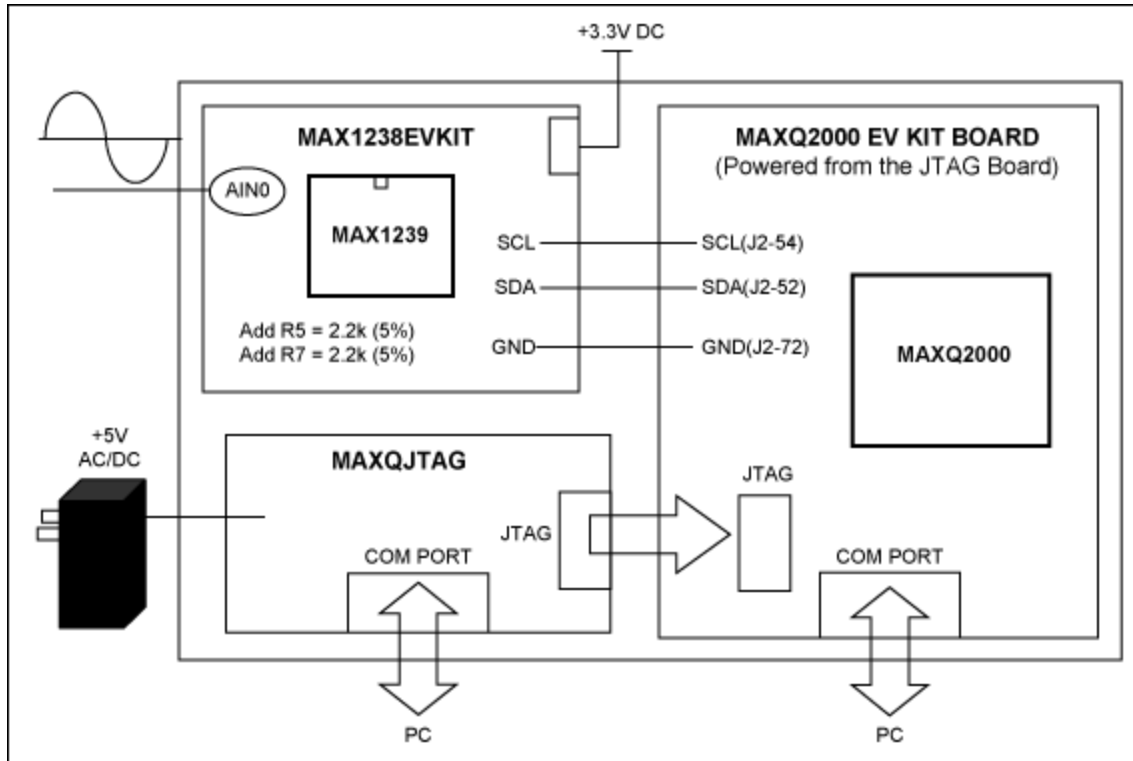 +3.3V DC
MAX1238EVKIT
AIN0
MAX1239
SCL
SDA
GND
Add R5 = 2.2k (5%)
Add R7 = 2.2k (5%)
MAXQ2000 EV KIT BOARD
(Powered from the JTAG Board)
SCL(J2-54)
SDA(J2-52)
GND(J2-72)
MAXQ2000
+5V
AC/DC
MAXQJTAG
JTAG
COM PORT
PC
JTAG
COM PORT
PC